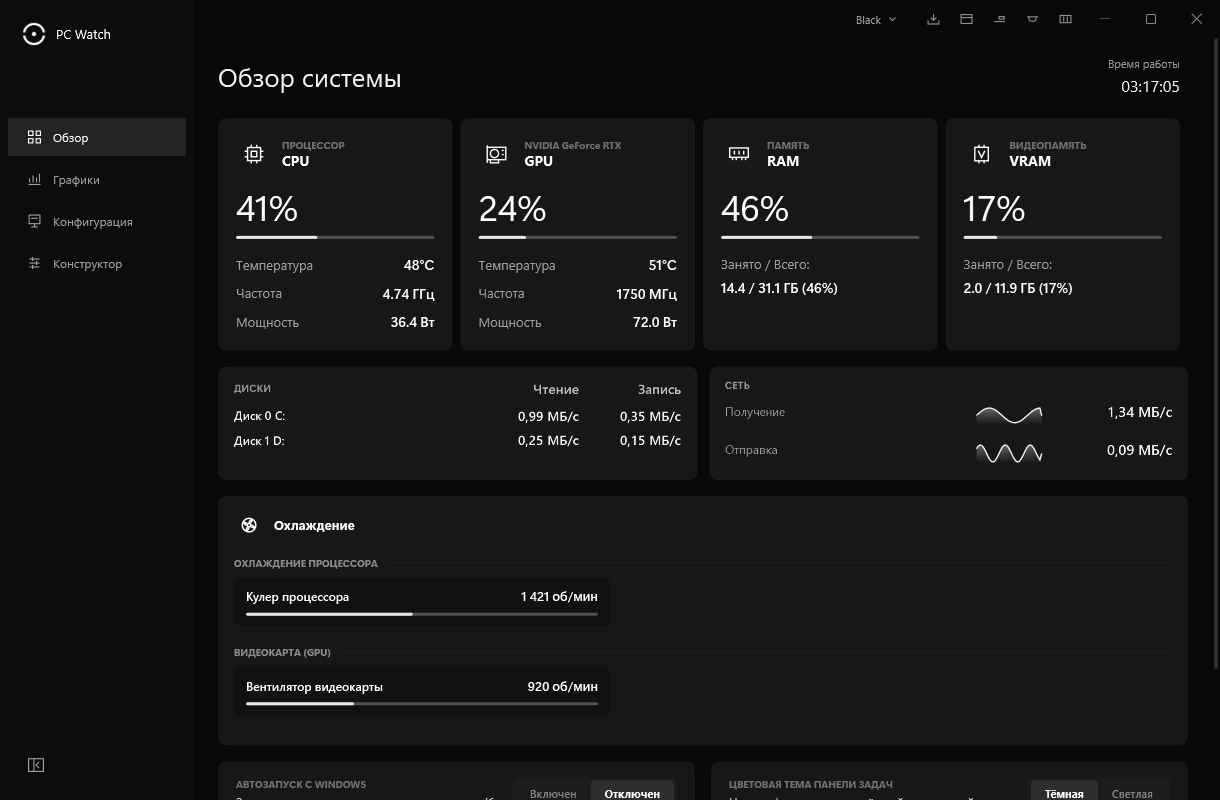 PC Watch
Black
Обзор
Графики
Конфигурация
Конструктор
Обзор системы
Время работы
03:17:05
ПРОЦЕССОР
CPU
41%
Температура 48°C
Частота 4.74 ГГц
Мощность 36.4 Вт
NVIDIA GeForce RTX
GPU
24%
Температура 51°C
Частота 1750 МГц
Мощность 72.0 Вт
ПАМЯТЬ
RAM
46%
Занято / Всего:
14.4 / 31.1 ГБ (46%)
ВИДЕОПАМЯТЬ
VRAM
17%
Занято / Всего:
2.0 / 11.9 ГБ (17%)
ДИСКИ Чтение Запись
Диск 0 C: 0,99 МБ/с 0,35 МБ/с
Диск 1 D: 0,25 МБ/с 0,15 МБ/с
СЕТЬ
Получение 1,34 МБ/с
Отправка 0,09 МБ/с
Охлаждение
ОХЛАЖДЕНИЕ ПРОЦЕССОРА
Кулер процессора 1 421 об/мин
ВИДЕОКАРТА (GPU)
Вентилятор видеокарты 920 об/мин
АВТОЗАПУСК С WINDOWS
Включен Отключен
ЦВЕТОВАЯ ТЕМА ПАНЕЛИ ЗАДАЧ
Тёмная Светлая